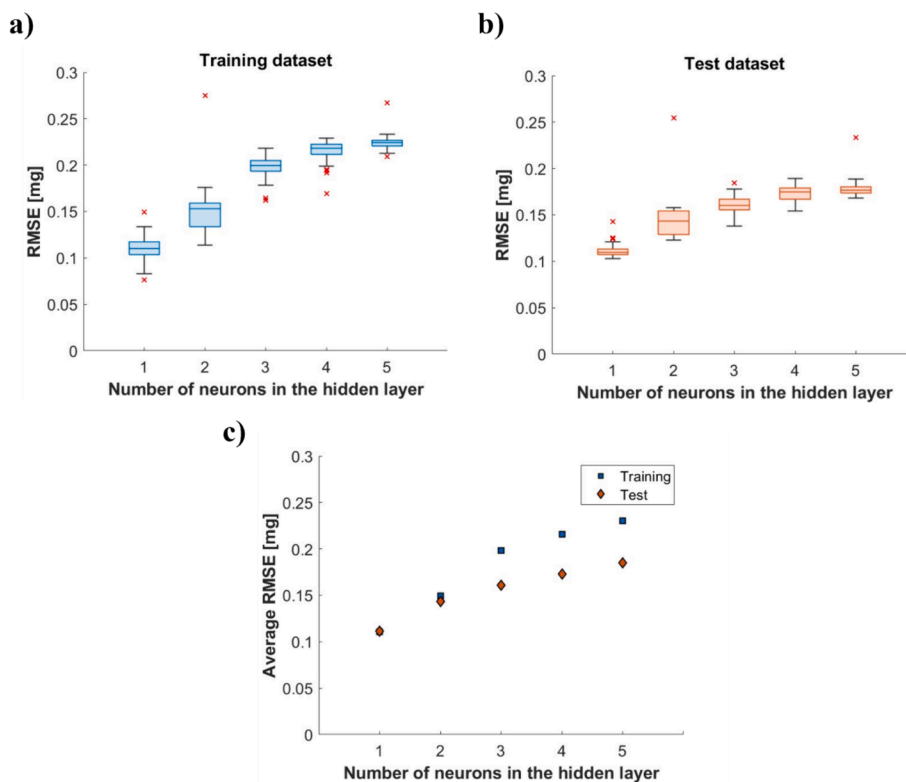 a)
Training dataset
RMSE [mg]
0.3
0.25
0.2
0.15
0.1
0.05
0
1 2 3 4 5
Number of neurons in the hidden layer
b)
Test dataset
RMSE [mg]
0.3
0.25
0.2
0.15
0.1
0.05
0
1 2 3 4 5
Number of neurons in the hidden layer
c)
Average RMSE [mg]
0.3
0.25
0.2
0.15
0.1
0.05
0
Training
Test
1 2 3 4 5
Number of neurons in the hidden layer